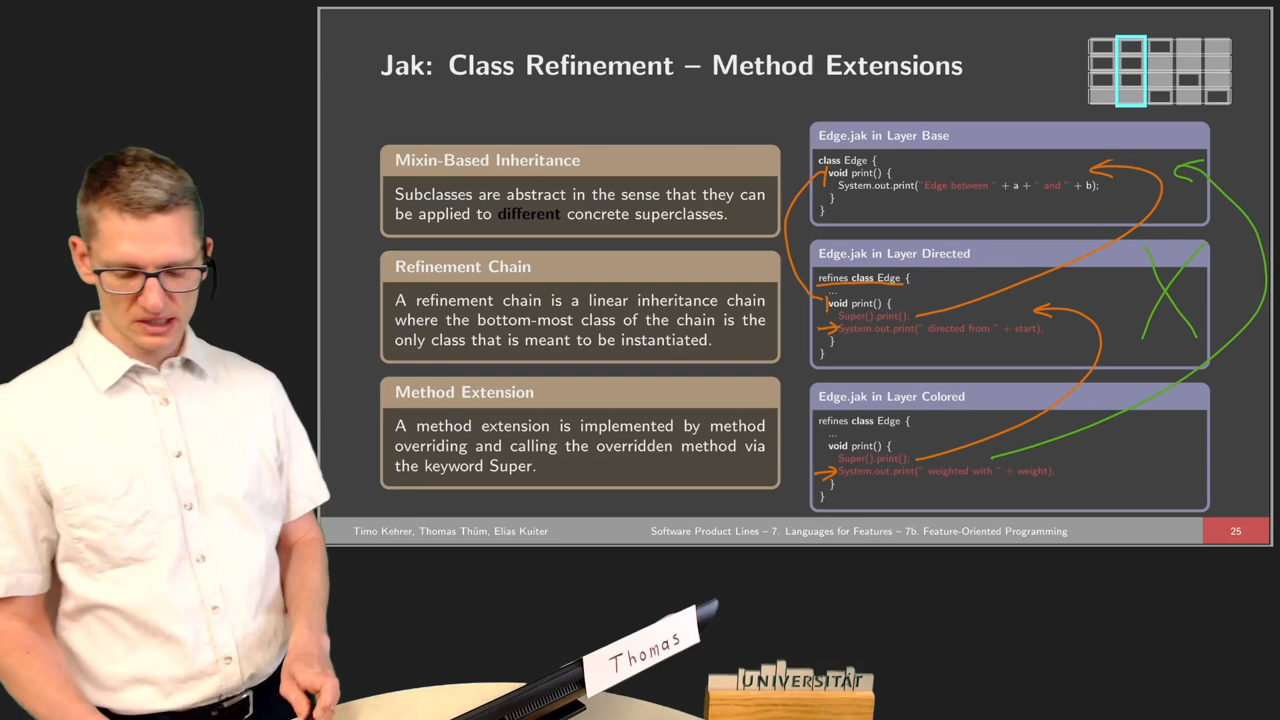 Jak: Class Refinement – Method Extensions
Mixin-Based Inheritance
Subclasses are abstract in the sense that they can
be applied to different concrete superclasses.
Refinement Chain
A refinement chain is a linear inheritance chain
where the bottom-most class of the chain is the
only class that is meant to be instantiated.
Method Extension
A method extension is implemented by method
overriding and calling the overridden method via
the keyword Super.
Edge.jak in Layer Base
class Edge {
void print() {
System.out.print("Edge between " + a + " and " + b);
}
}
Edge.jak in Layer Directed
refines class Edge {
...
void print() {
Super().print();
System.out.print(" directed from " + start);
}
}
Edge.jak in Layer Colored
refines class Edge {
...
void print() {
Super().print();
System.out.print(" weighted with " + weight);
}
}
Timo Kehrer, Thomas Thüm, Elias Kuiter
Software Product Lines – 7. Languages for Features – 7b. Feature-Oriented Programming
25
Thomas
UNIVERSITÄT